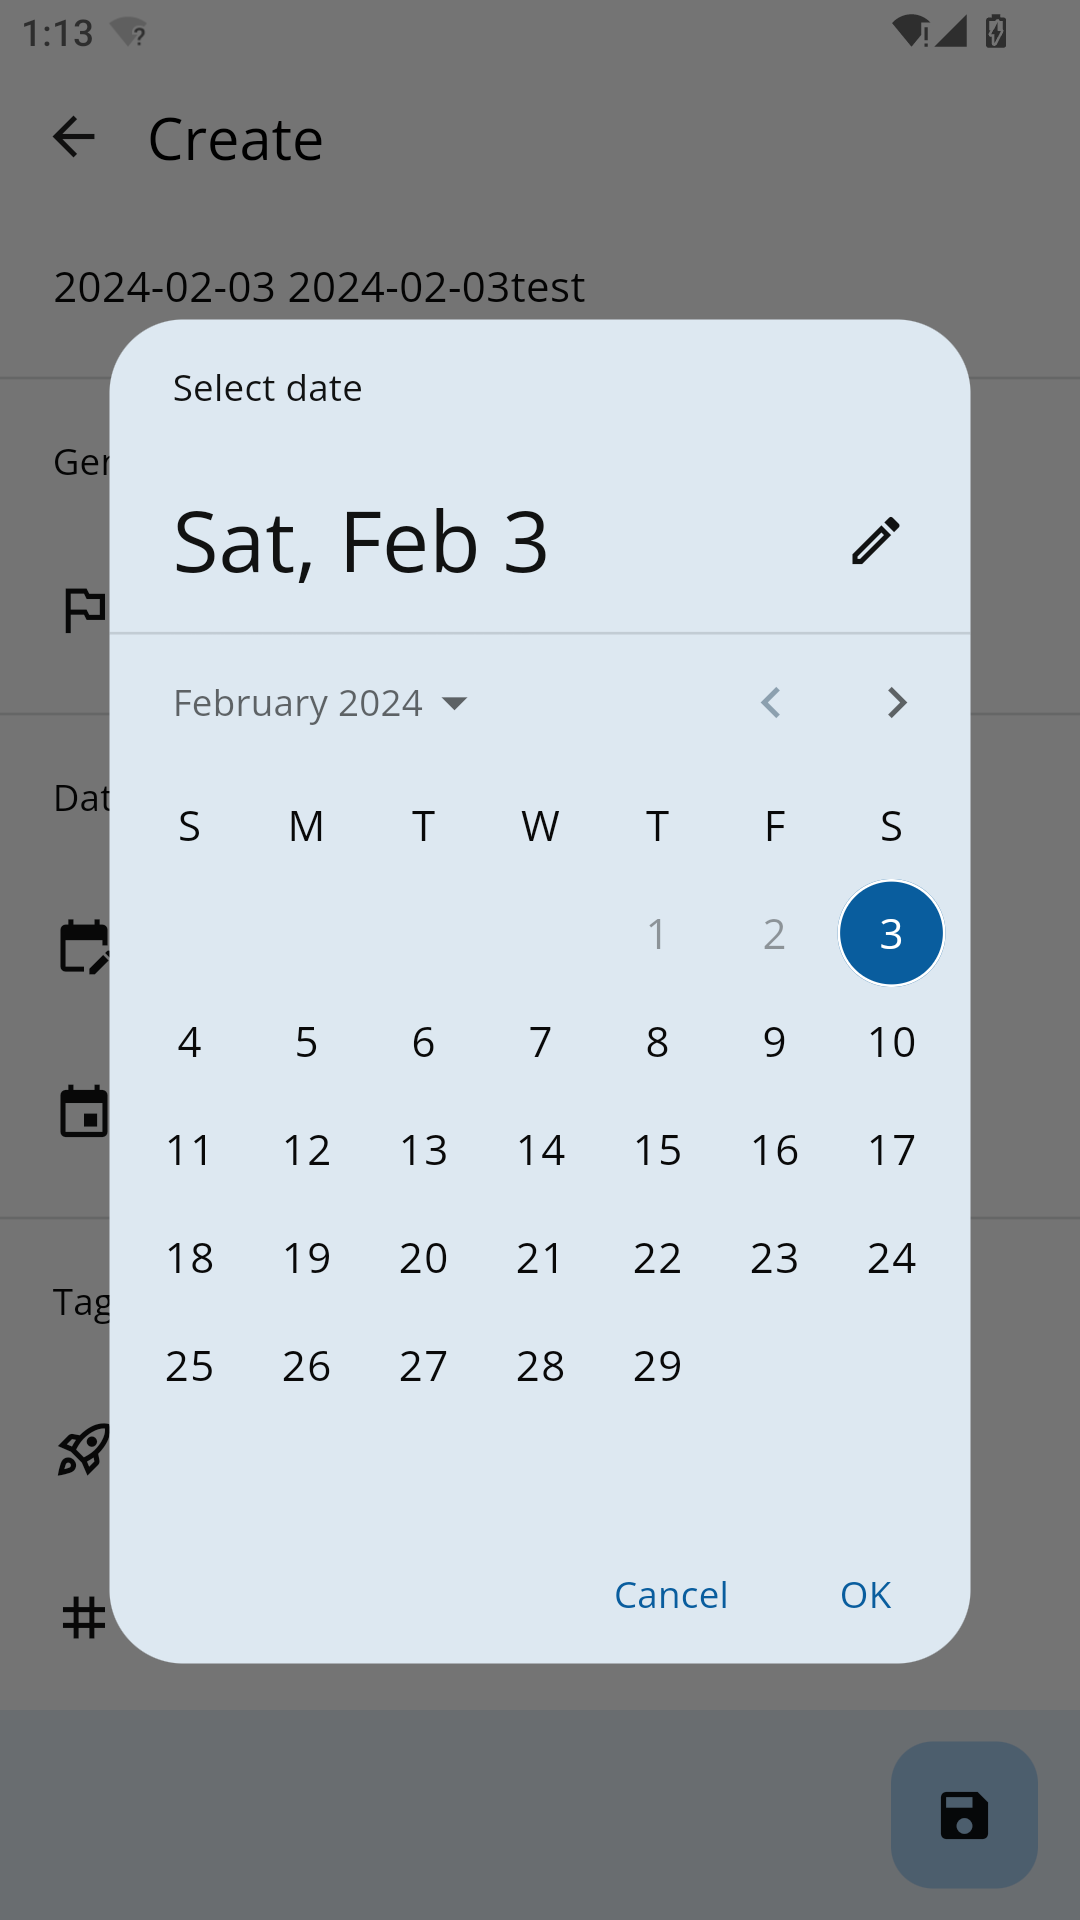 1:13
Create
2024-02-03 2024-02-03test
Select date
Sat, Feb 3
February 2024
S M T W T F S
1 2 3
4 5 6 7 8 9 10
11 12 13 14 15 16 17
18 19 20 21 22 23 24
25 26 27 28 29
Cancel OK